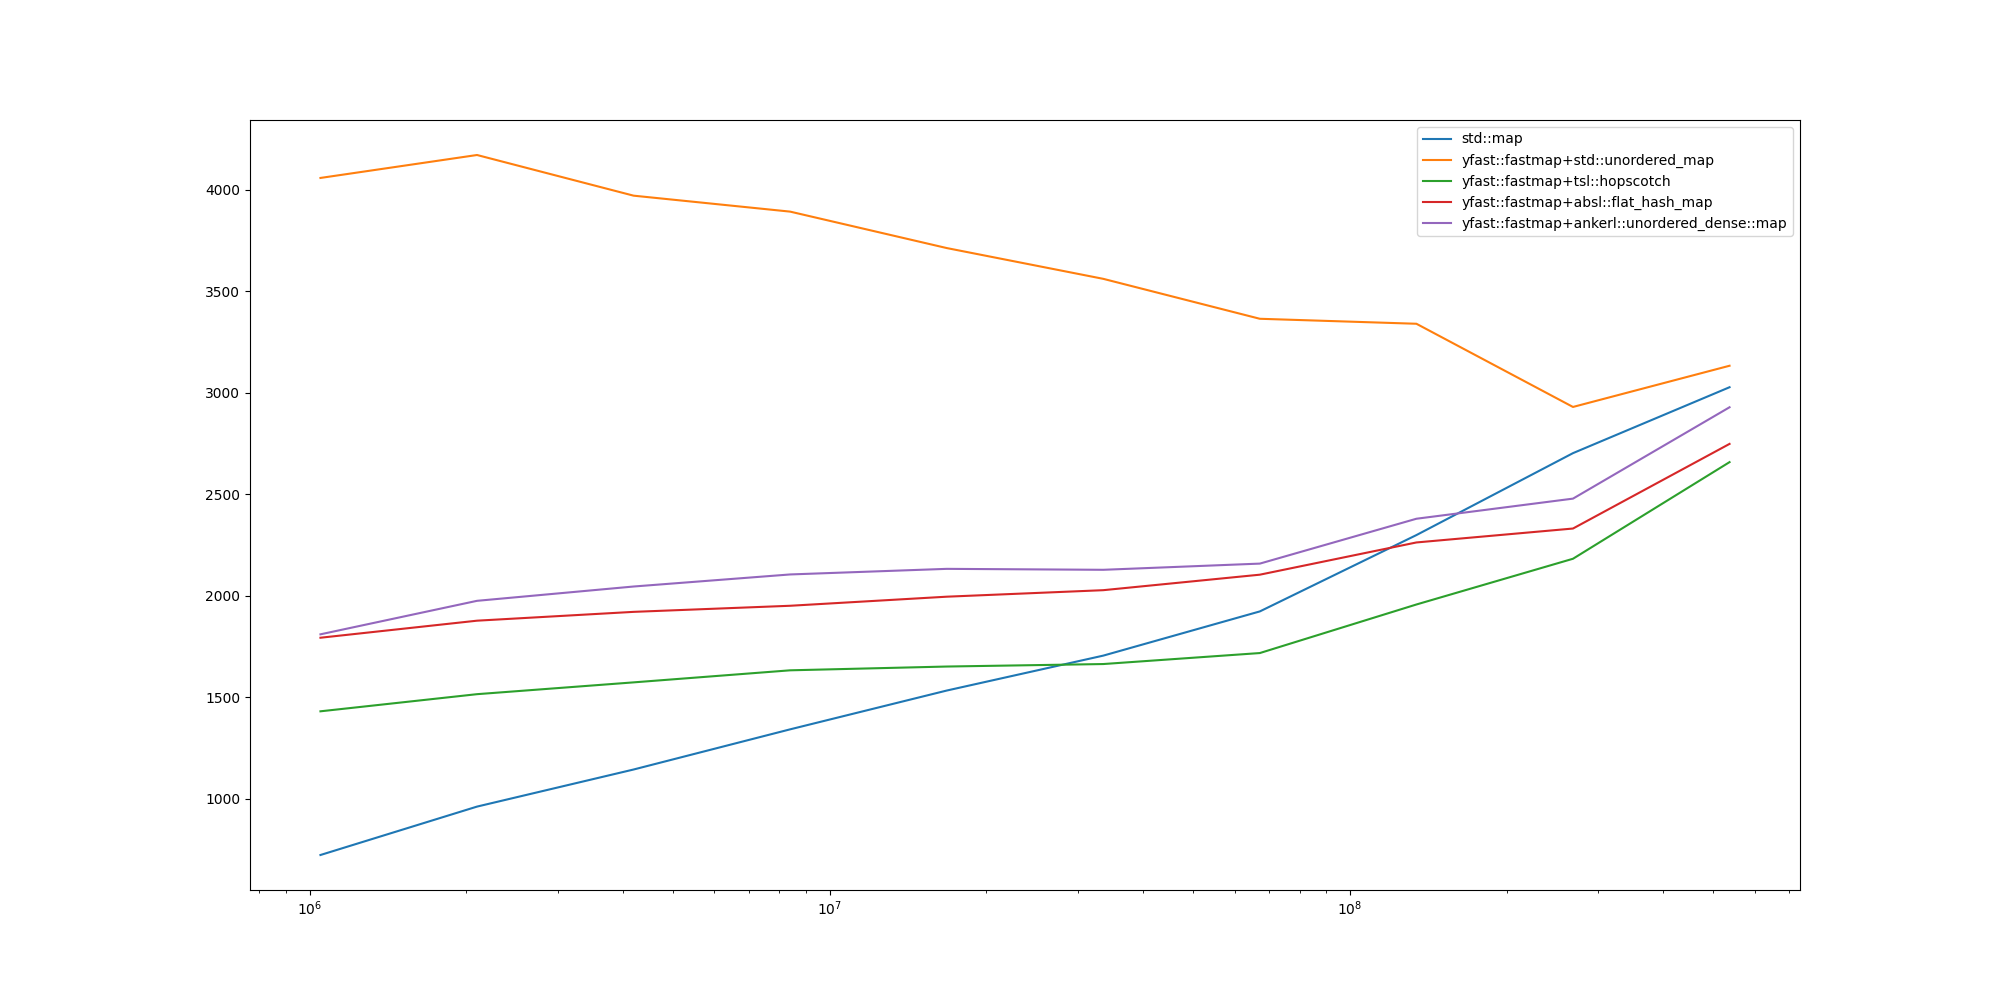 std::map
yfast::fastmap+std::unordered_map
yfast::fastmap+tsl::hopscotch
yfast::fastmap+absl::flat_hash_map
yfast::fastmap+ankerl::unordered_dense::map
4000
3500
3000
2500
2000
1500
1000
10⁶ 10⁷ 10⁸